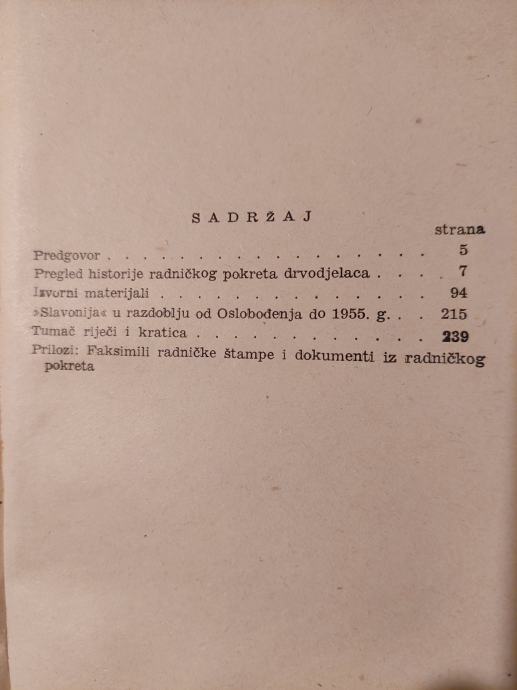 SADRŽAJ
strana
Predgovor . . . . . . . . . . . . . . . . 5
Pregled historije radničkog pokreta drvodjelaca . . . . 7
Izvorni materijali . . . . . . . . . . . . . 94
»Slavonija« u razdoblju od Oslobođenja do 1955. g. . . 215
Tumač riječi i kratica . . . . . . . . . . . 239
Prilozi: Faksimili radničke štampe i dokumenti iz radničkog
pokreta